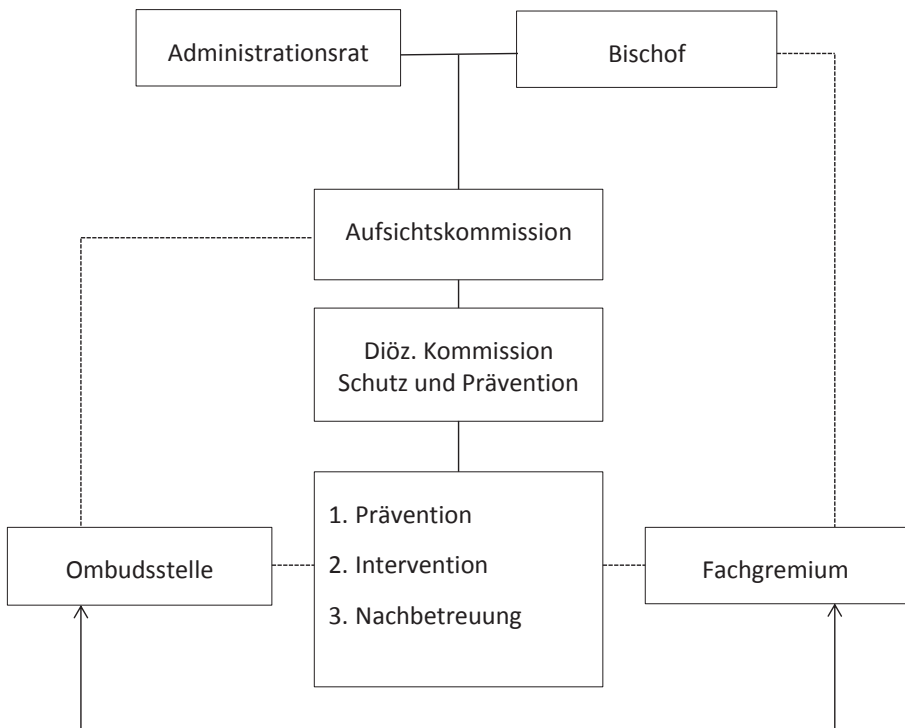 Administrationsrat
Bischof
Aufsichtskommission
Diöz. Kommission
Schutz und Prävention
1. Prävention
2. Intervention
3. Nachbetreuung
Ombudsstelle
Fachgremium